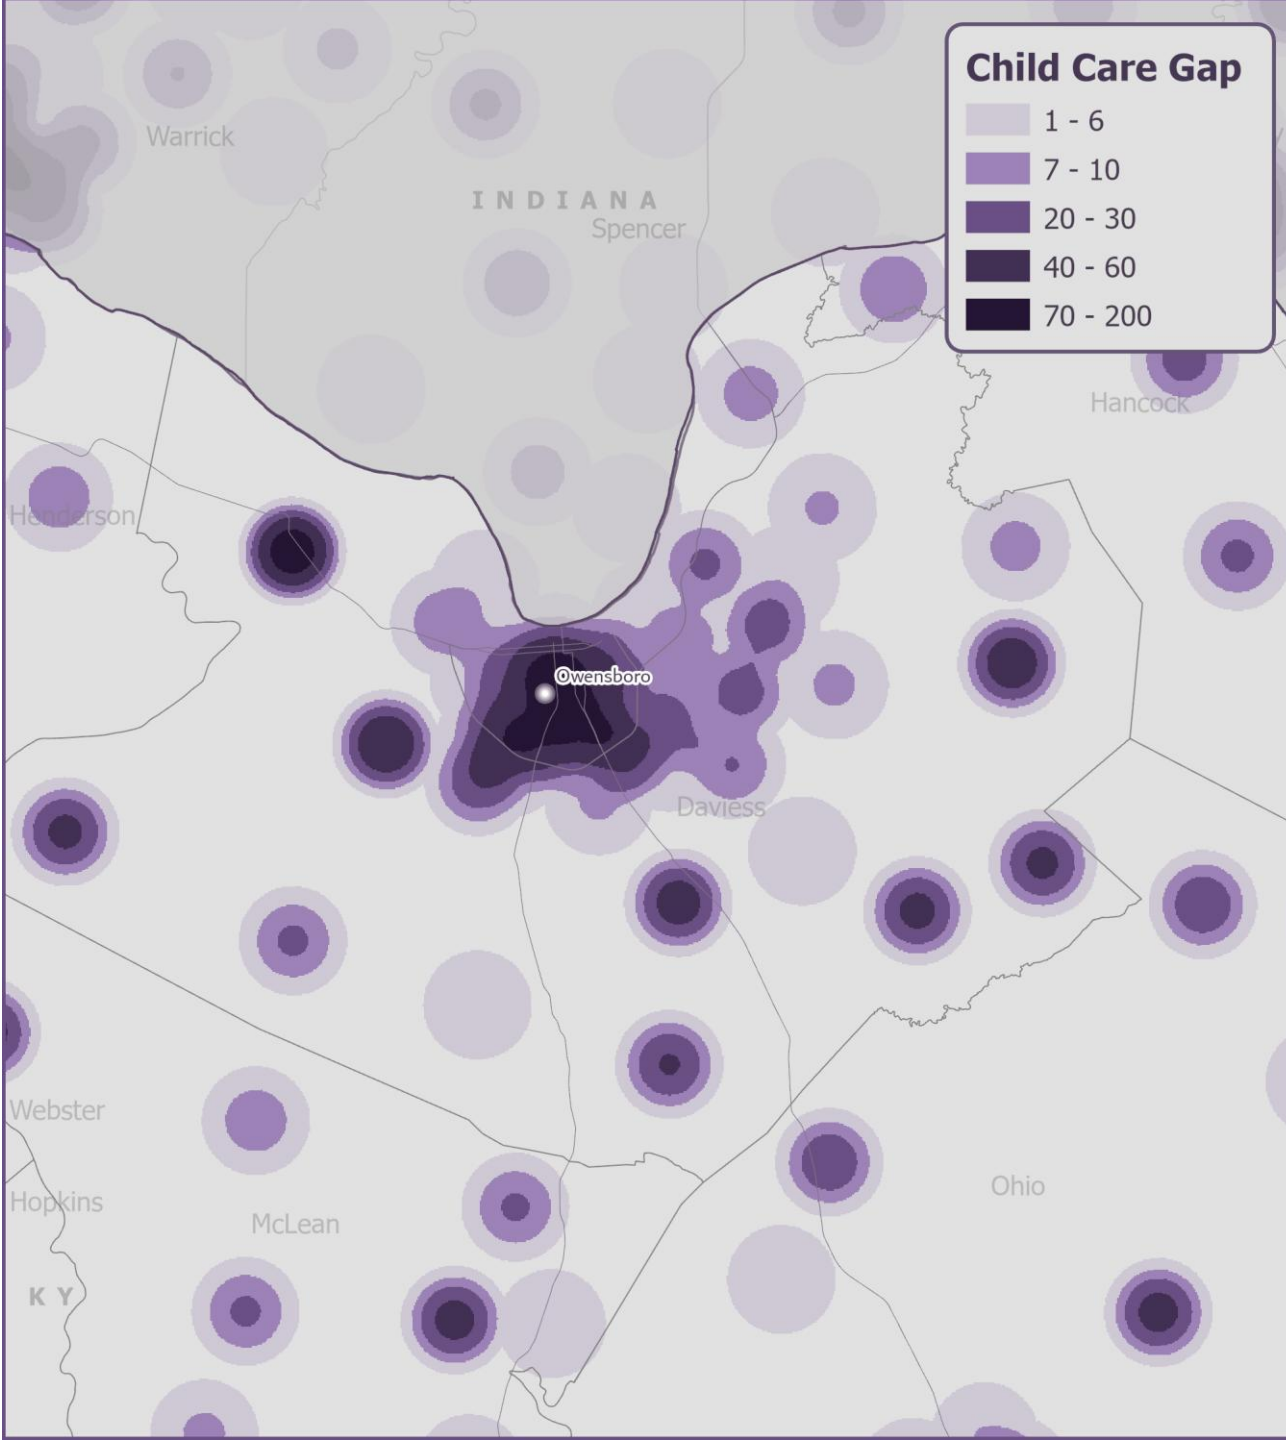 Child Care Gap
1 - 6
7 - 10
20 - 30
40 - 60
70 - 200
Warrick
INDIANA
Spencer
Hancock
Henderson
Owensboro
Daviess
Webster
Ohio
Hopkins
McLean
KY